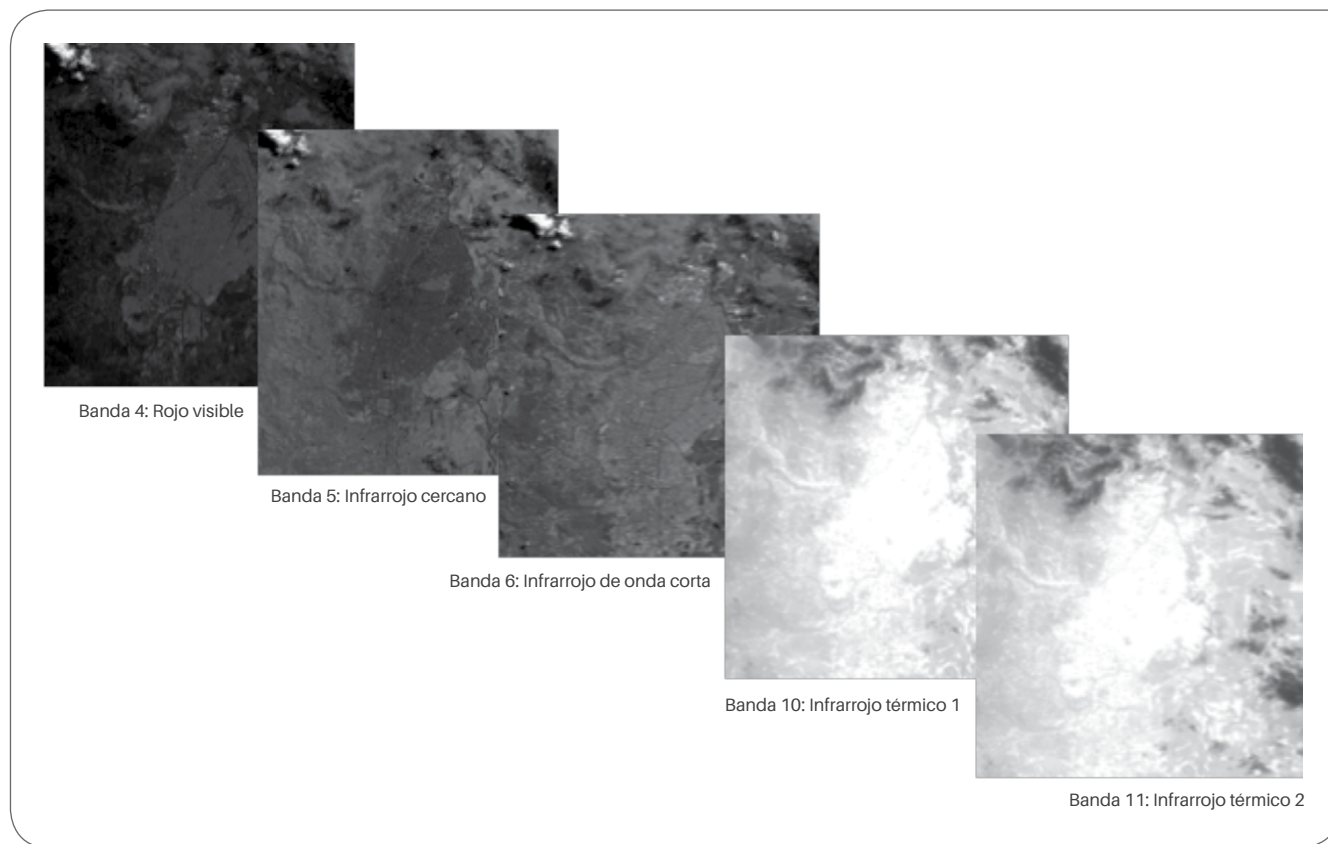 Banda 4: Rojo visible
Banda 5: Infrarrojo cercano
Banda 6: Infrarrojo de onda corta
Banda 10: Infrarrojo térmico 1
Banda 11: Infrarrojo térmico 2